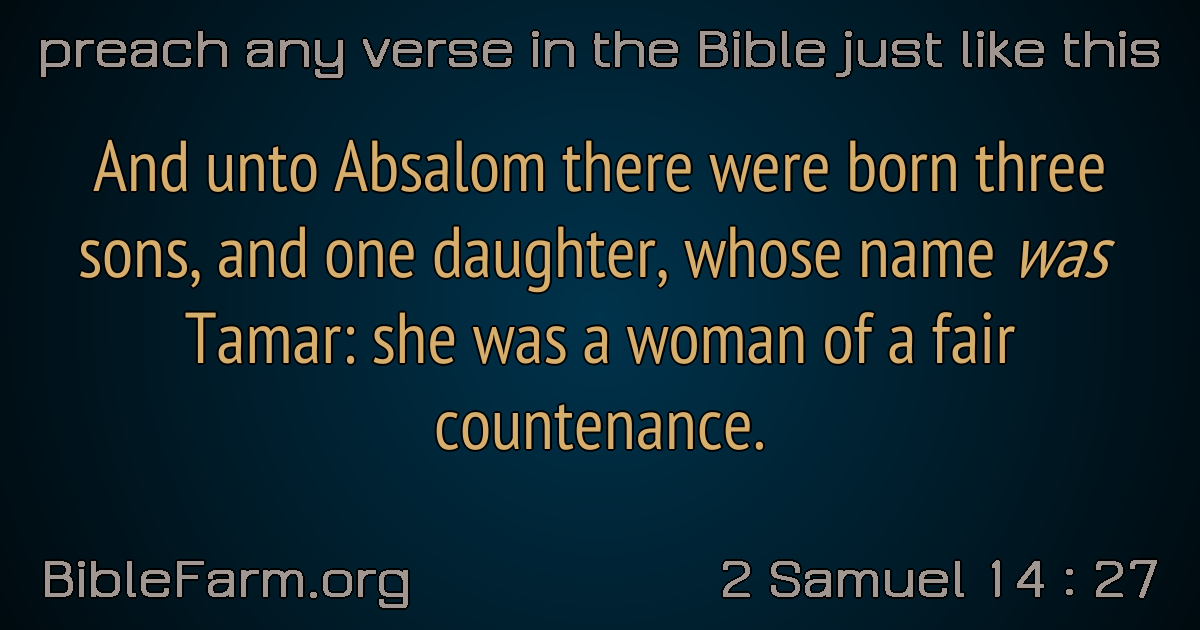 preach any verse in the Bible just like this
And unto Absalom there were born three
sons, and one daughter, whose name was
Tamar: she was a woman of a fair
countenance.
BibleFarm.org
2 Samuel 14 : 27